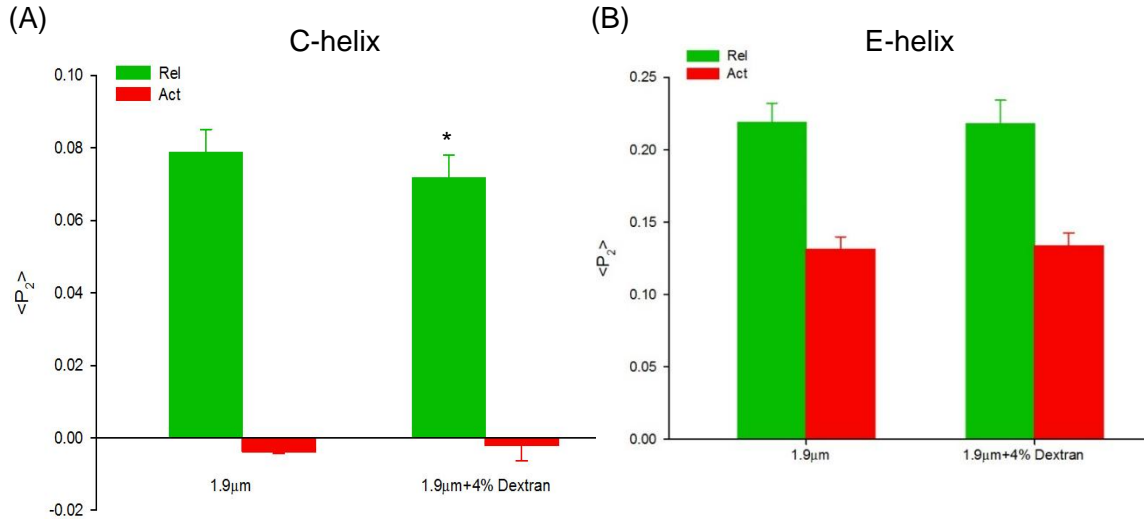 (A)
C-helix
Rel
Act
0.10
0.08
0.06
0.04
0.02
0.00
-0.02
<P2>
*
1.9µm
1.9µm+4% Dextran
(B)
E-helix
Rel
Act
0.25
0.20
0.15
0.10
0.05
0.00
<P2>
1.9µm
1.9µm+4% Dextran